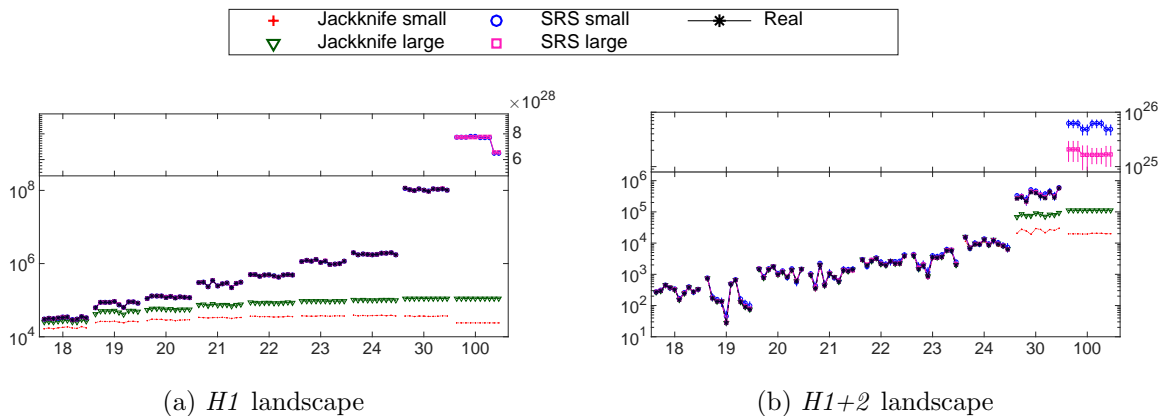 Jackknife small SRS small Real
Jackknife large SRS large
×10^28
8
6
10^8
10^6
10^4
18 19 20 21 22 23 24 30 100
(a) H1 landscape
10^26
10^25
10^6
10^5
10^4
10^3
10^2
10^1
18 19 20 21 22 23 24 30 100
(b) H1+2 landscape